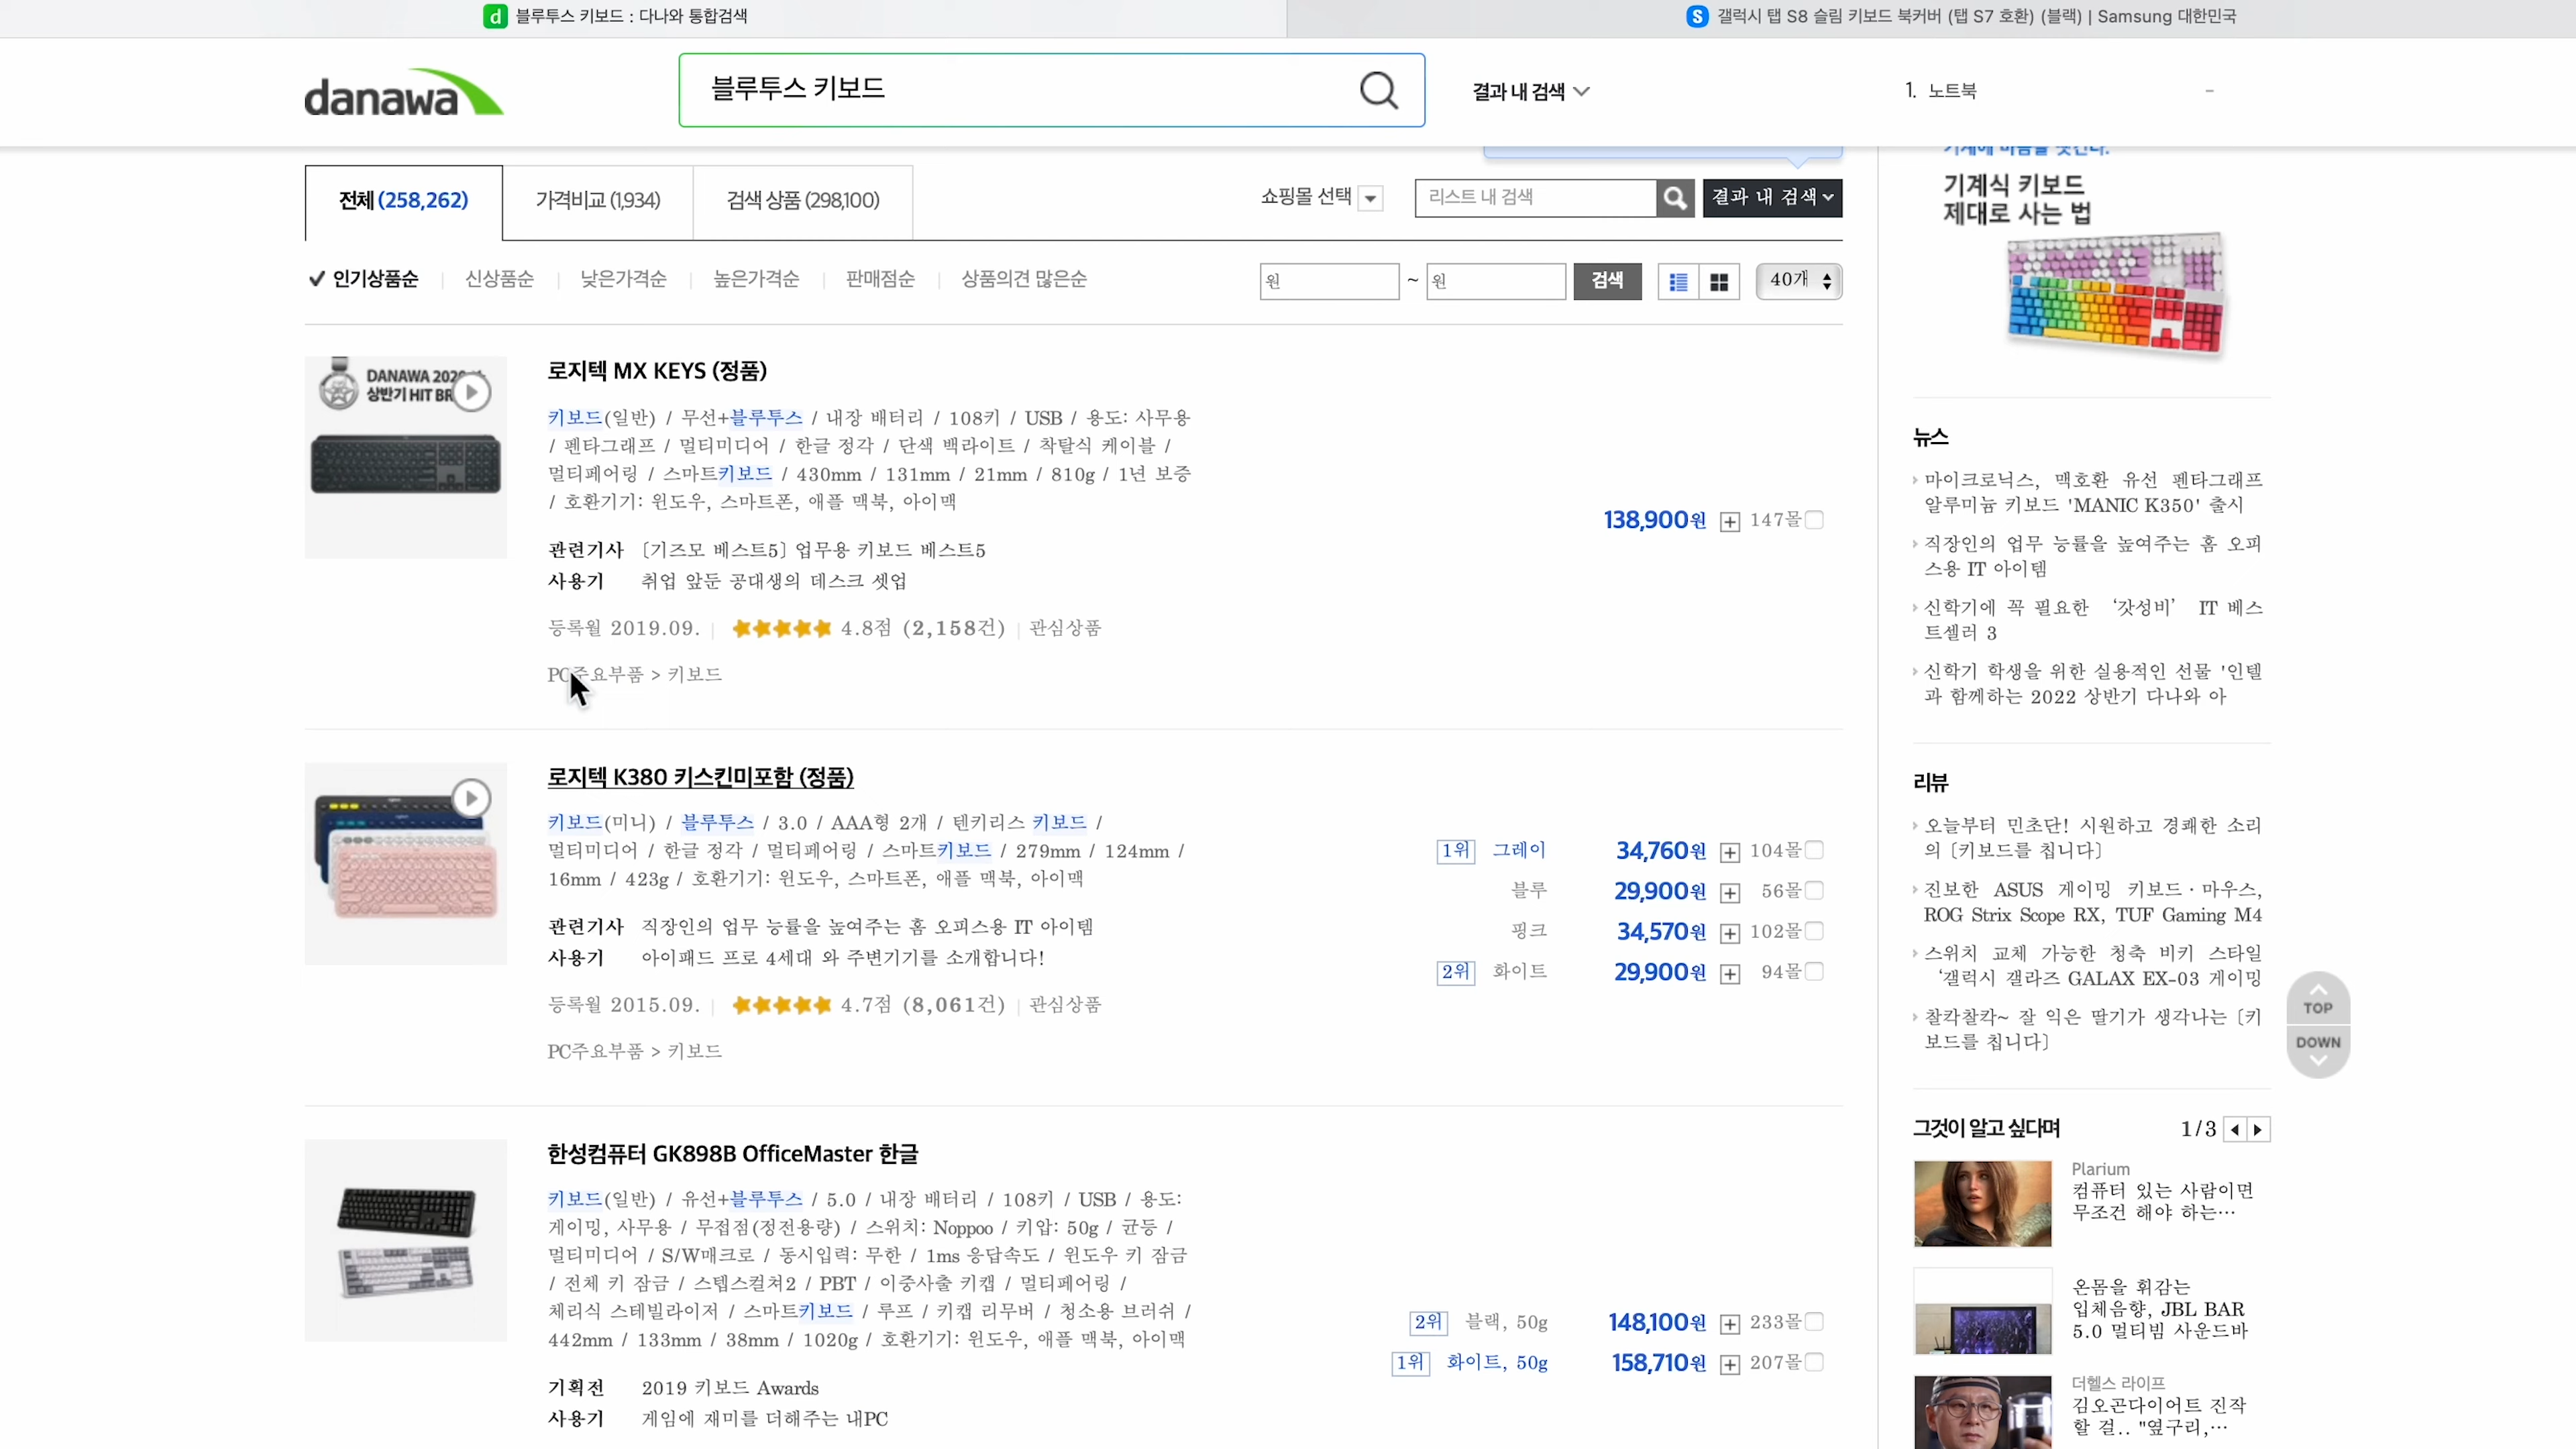 블루투스 키보드 : 다나와 통합검색
갤럭시 탭 S8 슬림 키보드 북커버 (탭 S7 호환) (블랙) | Samsung 대한민국
danawa
블루투스 키보드
결과 내 검색
1. 노트북
-
전체 (258,262)
가격비교 (1,934)
검색 상품 (298,100)
쇼핑몰 선택
리스트 내 검색
결과 내 검색
인기상품순
신상품순
낮은가격순
높은가격순
판매점순
상품의견 많은순
원 ~ 원
검색
40개
DANAWA 2020
상반기 HIT BR
로지텍 MX KEYS (정품)
키보드(일반) / 무선+블루투스 / 내장 배터리 / 108키 / USB / 용도: 사무용
/ 펜타그래프 / 멀티미디어 / 한글 정각 / 단색 백라이트 / 착탈식 케이블 /
멀티페어링 / 스마트키보드 / 430mm / 131mm / 21mm / 810g / 1년 보증
/ 호환기기: 윈도우, 스마트폰, 애플 맥북, 아이맥
138,900원 147몰
관련기사 [기즈모 베스트5] 업무용 키보드 베스트5
사용기 취업 앞둔 공대생의 데스크 셋업
등록월 2019.09. | 4.8점 (2,158건) | 관심상품
PC주요부품 > 키보드
로지텍 K380 키스킨미포함 (정품)
키보드(미니) / 블루투스 / 3.0 / AAA형 2개 / 텐키리스 키보드 /
멀티미디어 / 한글 정각 / 멀티페어링 / 스마트키보드 / 279mm / 124mm /
16mm / 423g / 호환기기: 윈도우, 스마트폰, 애플 맥북, 아이맥
관련기사 직장인의 업무 능률을 높여주는 홈 오피스용 IT 아이템
사용기 아이패드 프로 4세대 와 주변기기를 소개합니다!
등록월 2015.09. | 4.7점 (8,061건) | 관심상품
PC주요부품 > 키보드
1위 그레이 34,760원 104몰
블루 29,900원 56몰
핑크 34,570원 102몰
2위 화이트 29,900원 94몰
한성컴퓨터 GK898B OfficeMaster 한글
키보드(일반) / 유선+블루투스 / 5.0 / 내장 배터리 / 108키 / USB / 용도:
게이밍, 사무용 / 무접점(정전용량) / 스위치: Noppoo / 키압: 50g / 균등 /
멀티미디어 / S/W매크로 / 동시입력: 무한 / 1ms 응답속도 / 윈도우 키 잠금
/ 전체 키 잠금 / 스텝스컬쳐2 / PBT / 이중사출 키캡 / 멀티페어링 /
체리식 스테빌라이저 / 스마트키보드 / 루프 / 키캡 리무버 / 청소용 브러쉬 /
442mm / 133mm / 38mm / 1020g / 호환기기: 윈도우, 애플 맥북, 아이맥
2위 블랙, 50g 148,100원 233몰
1위 화이트, 50g 158,710원 207몰
기획전 2019 키보드 Awards
사용기 게임에 재미를 더해주는 내PC
기계식 키보드
제대로 사는 법
뉴스
마이크로닉스, 맥호환 유선 펜타그래프
알루미늄 키보드 'MANIC K350' 출시
직장인의 업무 능률을 높여주는 홈 오피
스용 IT 아이템
신학기에 꼭 필요한 ‘갓성비’ IT 베스
트셀러 3
신학기 학생을 위한 실용적인 선물 '인텔
과 함께하는 2022 상반기 다나와 아
리뷰
오늘부터 민초단! 시원하고 경쾌한 소리
의 [키보드를 칩니다]
진보한 ASUS 게이밍 키보드·마우스,
ROG Strix Scope RX, TUF Gaming M4
스위치 교체 가능한 청축 비키 스타일
‘갤럭시 갤라즈 GALAX EX-03 게이밍
찰칵찰칵~ 잘 익은 딸기가 생각나는 [키
보드를 칩니다]
TOP
DOWN
그것이 알고 싶다며 1/3
Plarium
컴퓨터 있는 사람이면
무조건 해야 하는…
온몸을 휘감는
입체음향, JBL BAR
5.0 멀티빔 사운드바
더헬스 라이프
김오곤다이어트 진작
할 걸.. "옆구리,…